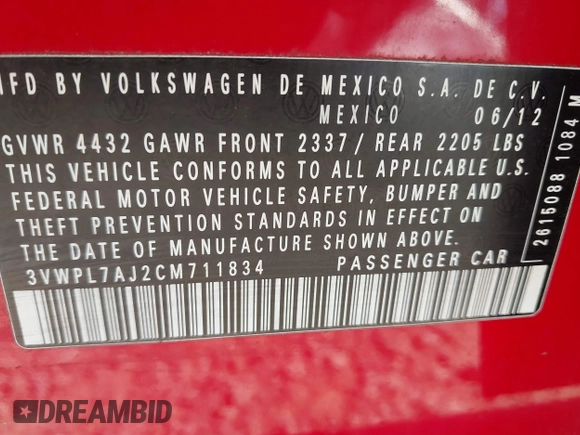 MFD BY VOLKSWAGEN DE MEXICO S.A. DE C.V.
MEXICO 06/12
GVWR 4432 GAWR FRONT 2337/ REAR 2205 LBS
THIS VEHICLE CONFORMS TO ALL APPLICABLE U.S.
FEDERAL MOTOR VEHICLE SAFETY, BUMPER AND
THEFT PREVENTION STANDARDS IN EFFECT ON
THE DATE OF MANUFACTURE SHOWN ABOVE.
3VWPL7AJ2CM711834 PASSENGER CAR
2615088 1084 M
DREAMBID